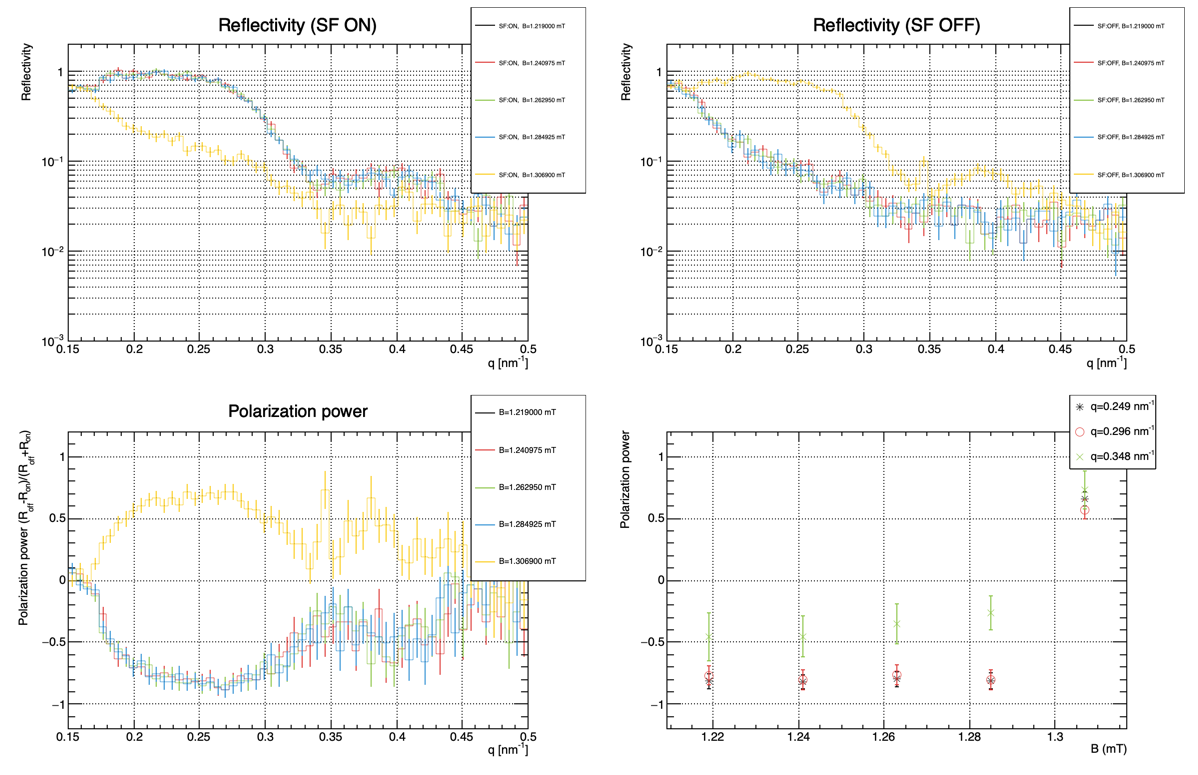 Reflectivity (SF ON)
Reflectivity
1
10⁻¹
10⁻²
10⁻³
0.15 0.2 0.25 0.3 0.35 0.4 0.45 0.5
q [nm⁻¹]
SF:ON, B=1.219000 mT
SF:ON, B=1.240975 mT
SF:ON, B=1.262950 mT
SF:ON, B=1.284925 mT
SF:ON, B=1.306900 mT
Reflectivity (SF OFF)
Reflectivity
1
10⁻¹
10⁻²
10⁻³
0.15 0.2 0.25 0.3 0.35 0.4 0.45 0.5
q [nm⁻¹]
SF:OFF, B=1.219000 mT
SF:OFF, B=1.240975 mT
SF:OFF, B=1.262950 mT
SF:OFF, B=1.284925 mT
SF:OFF, B=1.306900 mT
Polarization power
Polarization power (R_off-R_on)/(R_off+R_on)
1
0.5
0
−0.5
−1
0.15 0.2 0.25 0.3 0.35 0.4 0.45 0.5
q [nm⁻¹]
B=1.219000 mT
B=1.240975 mT
B=1.262950 mT
B=1.284925 mT
B=1.306900 mT
Polarization power
1
0.5
0
−0.5
−1
1.22 1.24 1.26 1.28 1.3
B (mT)
q=0.249 nm⁻¹
q=0.296 nm⁻¹
q=0.348 nm⁻¹